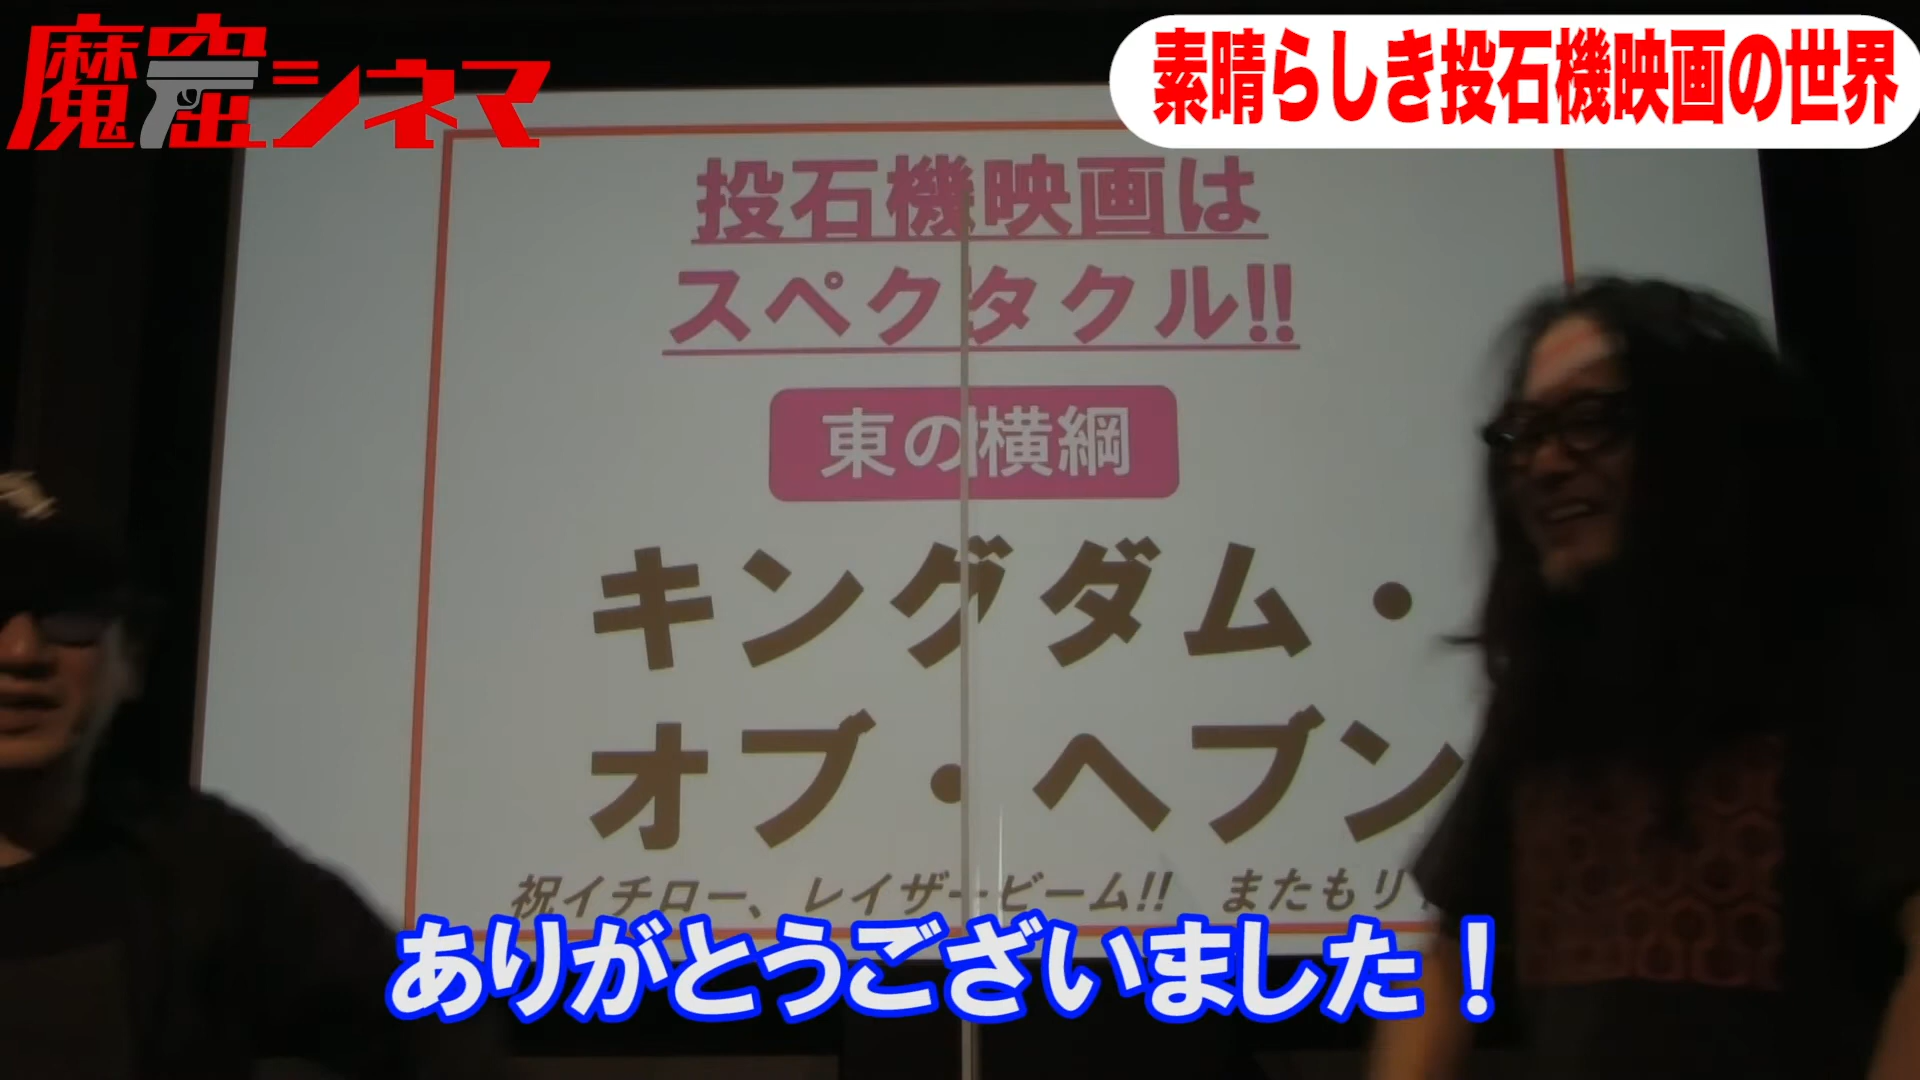 魔窟シネマ
素晴らしき投石機映画の世界
投石機映画は
スペクタクル!!
東の横綱
キングダム・
オブ・ヘブン
祝イチロー、レイザービーム!! またもリ
ありがとうございました！